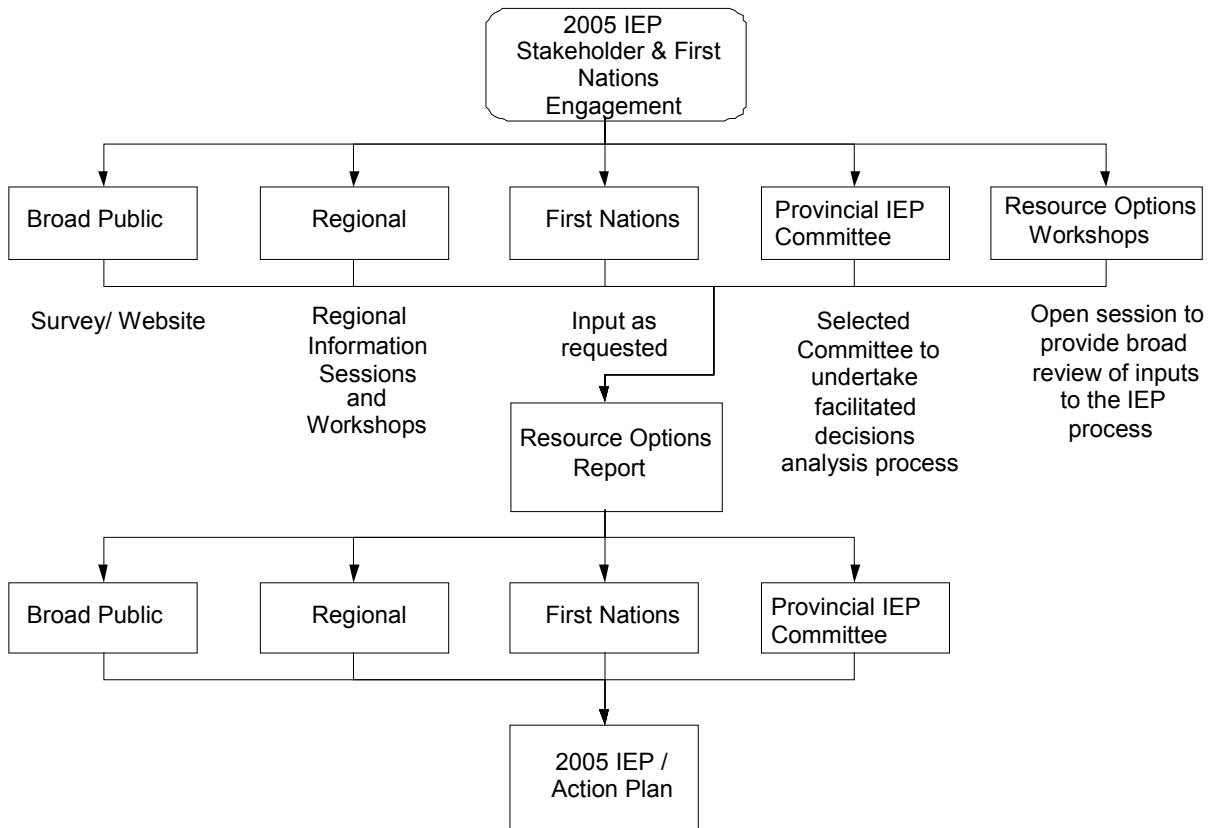 2005 IEP
Stakeholder & First
Nations
Engagement
Broad Public
Regional
First Nations
Provincial IEP
Committee
Resource Options
Workshops
Survey/ Website
Regional
Information
Sessions
and
Workshops
Input as
requested
Selected
Committee to
undertake
facilitated
decisions
analysis process
Open session to
provide broad
review of inputs
to the IEP
process
Resource Options
Report
Broad Public
Regional
First Nations
Provincial IEP
Committee
2005 IEP /
Action Plan